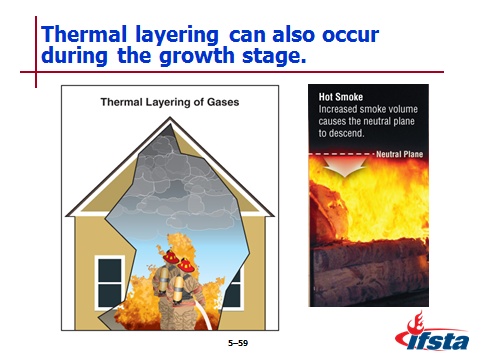 Thermal layering can also occur
during the growth stage.
Thermal Layering of Gases
Hot Smoke
Increased smoke volume
causes the neutral plane
to descend.
Neutral Plane
5–59
ifsta